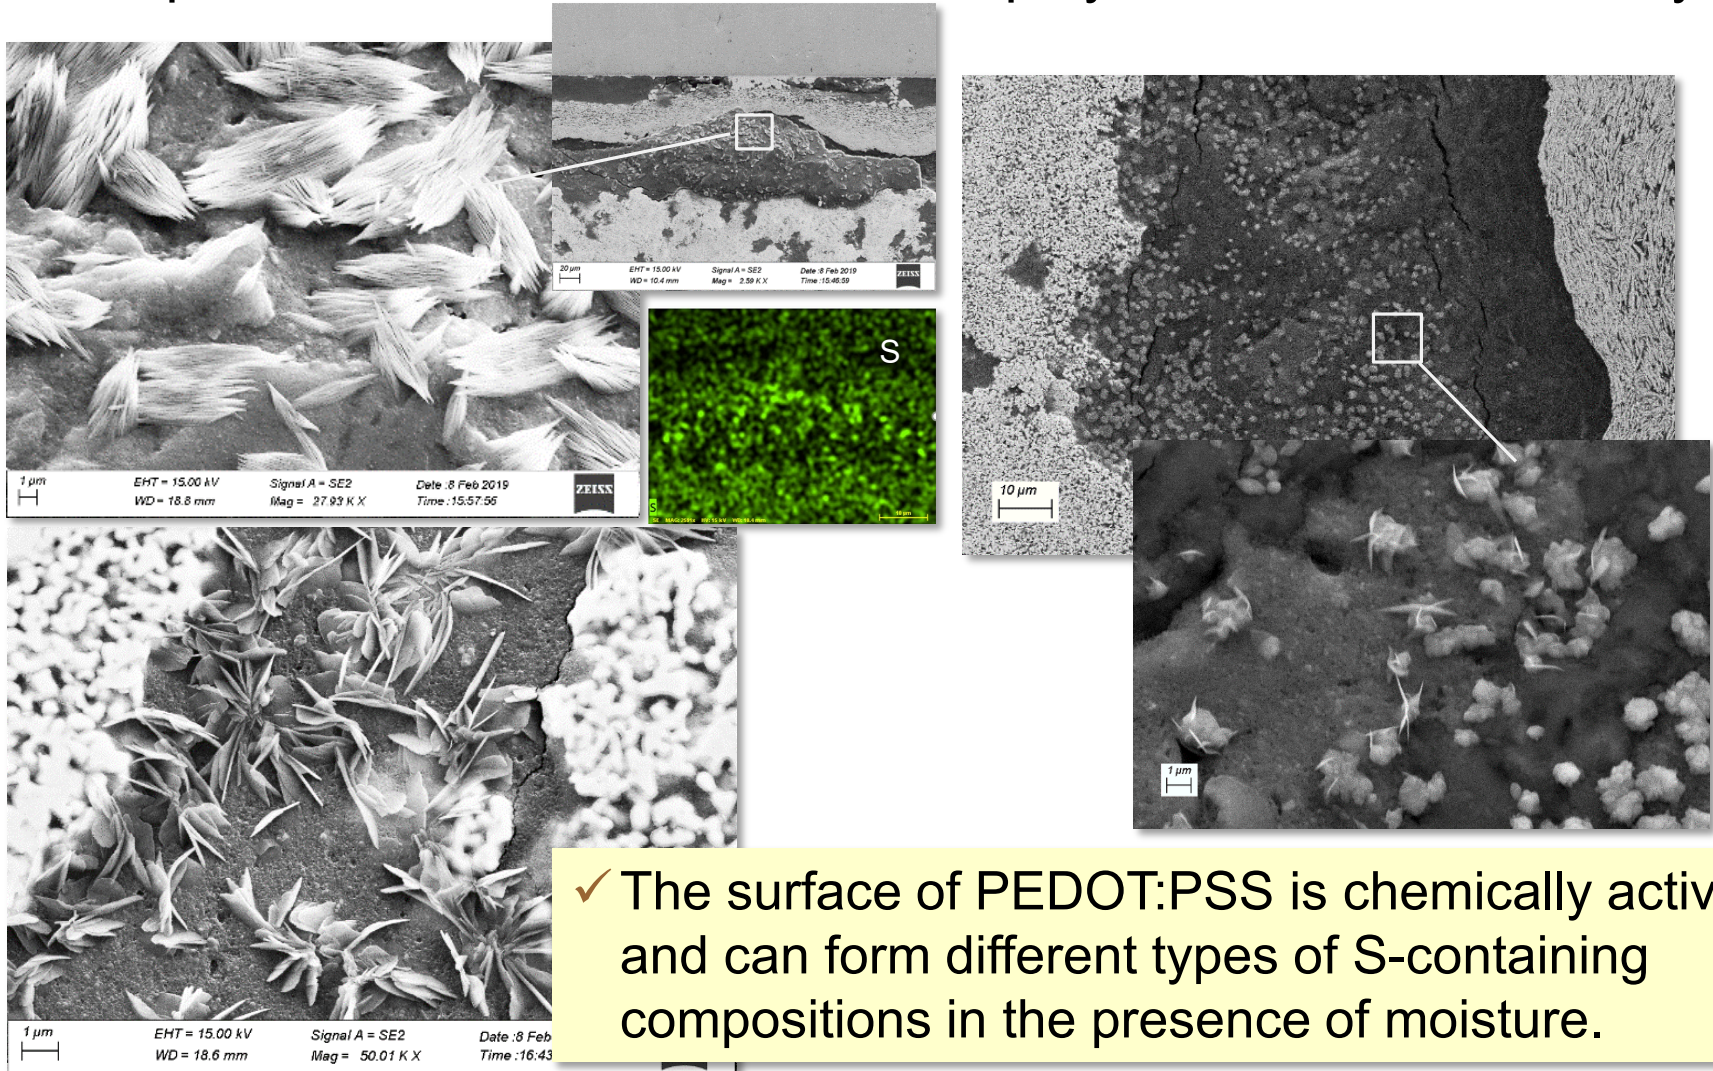 20 µm
EHT = 15.00 kV Signal A = SE2 Date :8 Feb 2019
WD = 10.4 mm Mag = 2.59 K X Time :15:46:59
ZEISS
S
S
1 µm
EHT = 15.00 kV Signal A = SE2 Date :8 Feb 2019
WD = 18.8 mm Mag = 27.93 K X Time :15:57:56
ZEISS
10 µm
1 µm
1 µm
EHT = 15.00 kV Signal A = SE2 Date :8 Feb
WD = 18.6 mm Mag = 50.01 K X Time :16:43
✓ The surface of PEDOT:PSS is chemically activ
and can form different types of S-containing
compositions in the presence of moisture.